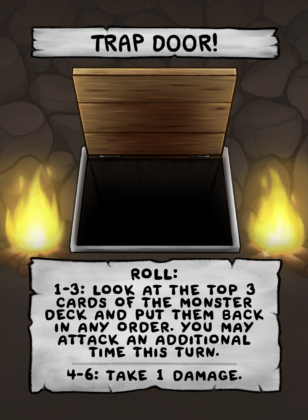 TRAP DOOR!
ROLL:
1-3: LOOK AT THE TOP 3
CARDS OF THE MONSTER
DECK AND PUT THEM BACK
IN ANY ORDER. YOU MAY
ATTACK AN ADDITIONAL
TIME THIS TURN.
4-6: TAKE 1 DAMAGE.